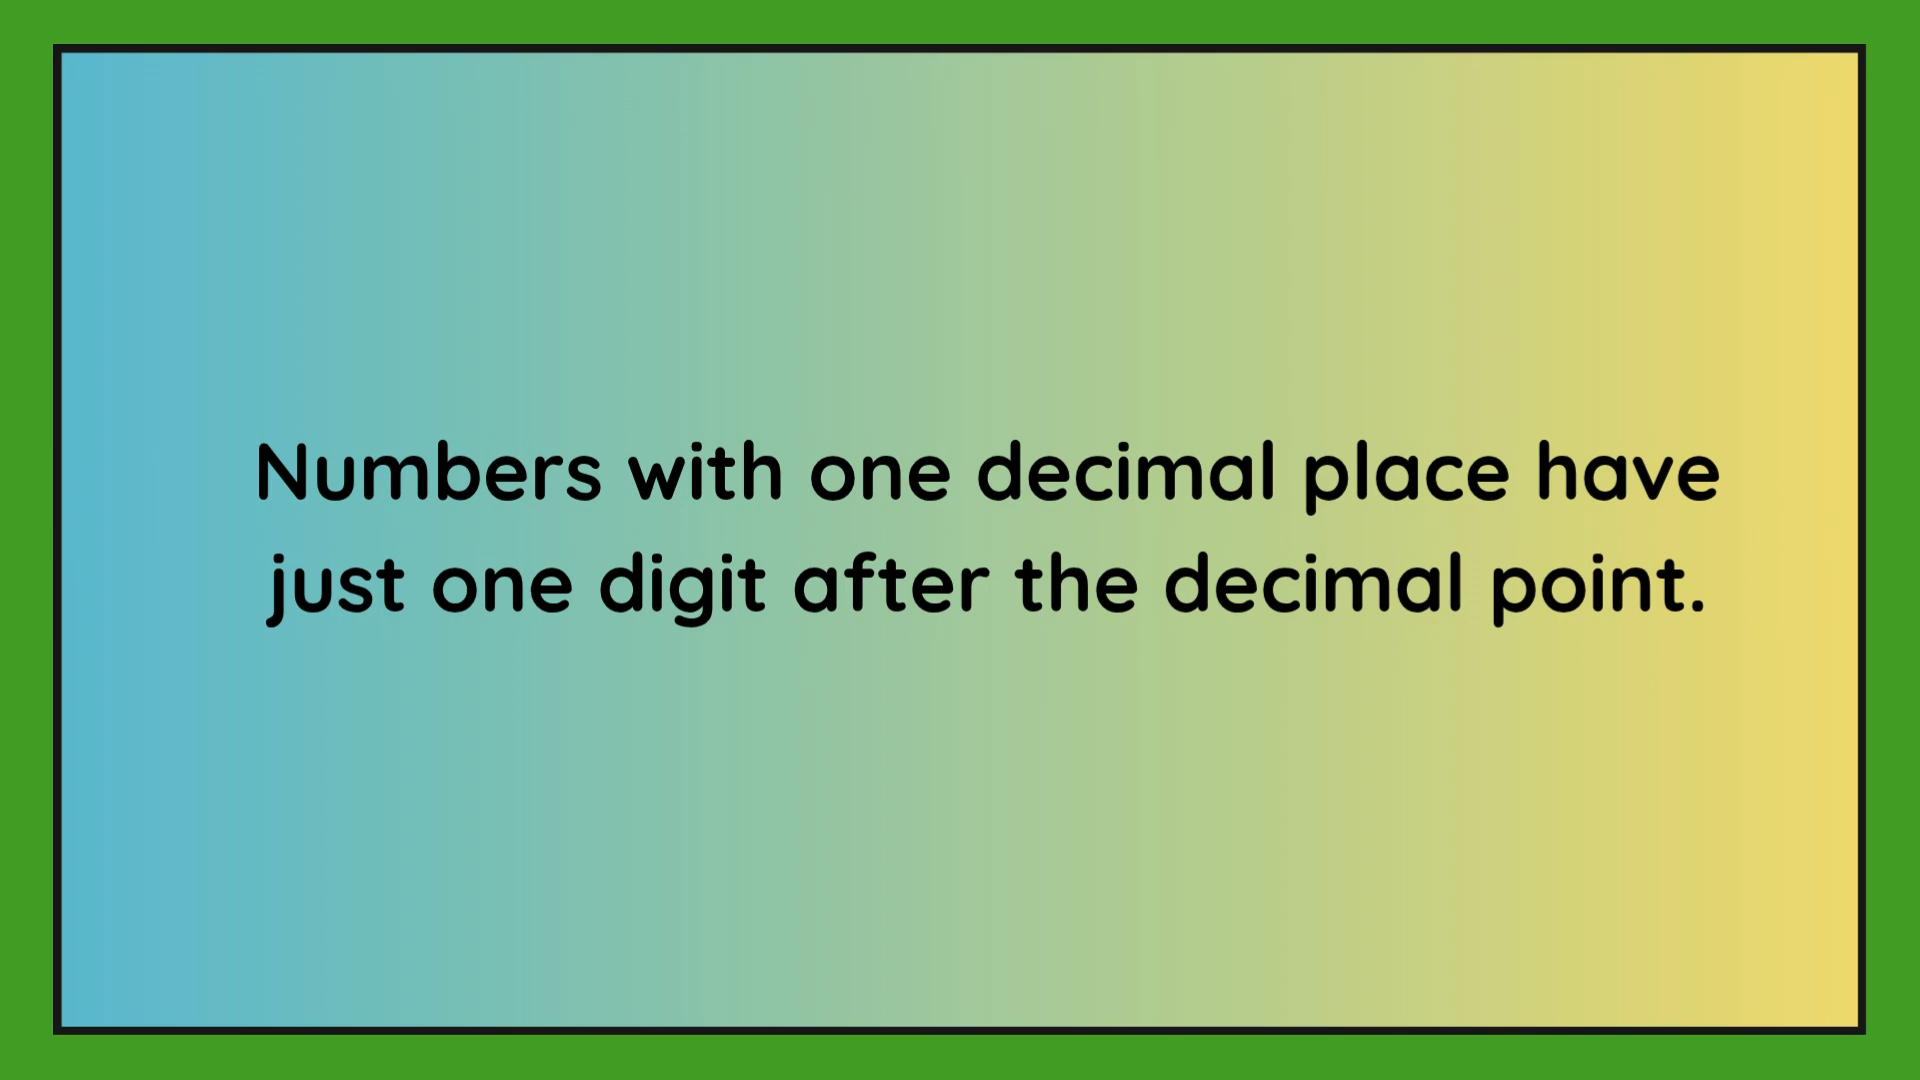 Numbers with one decimal place have
just one digit after the decimal point.